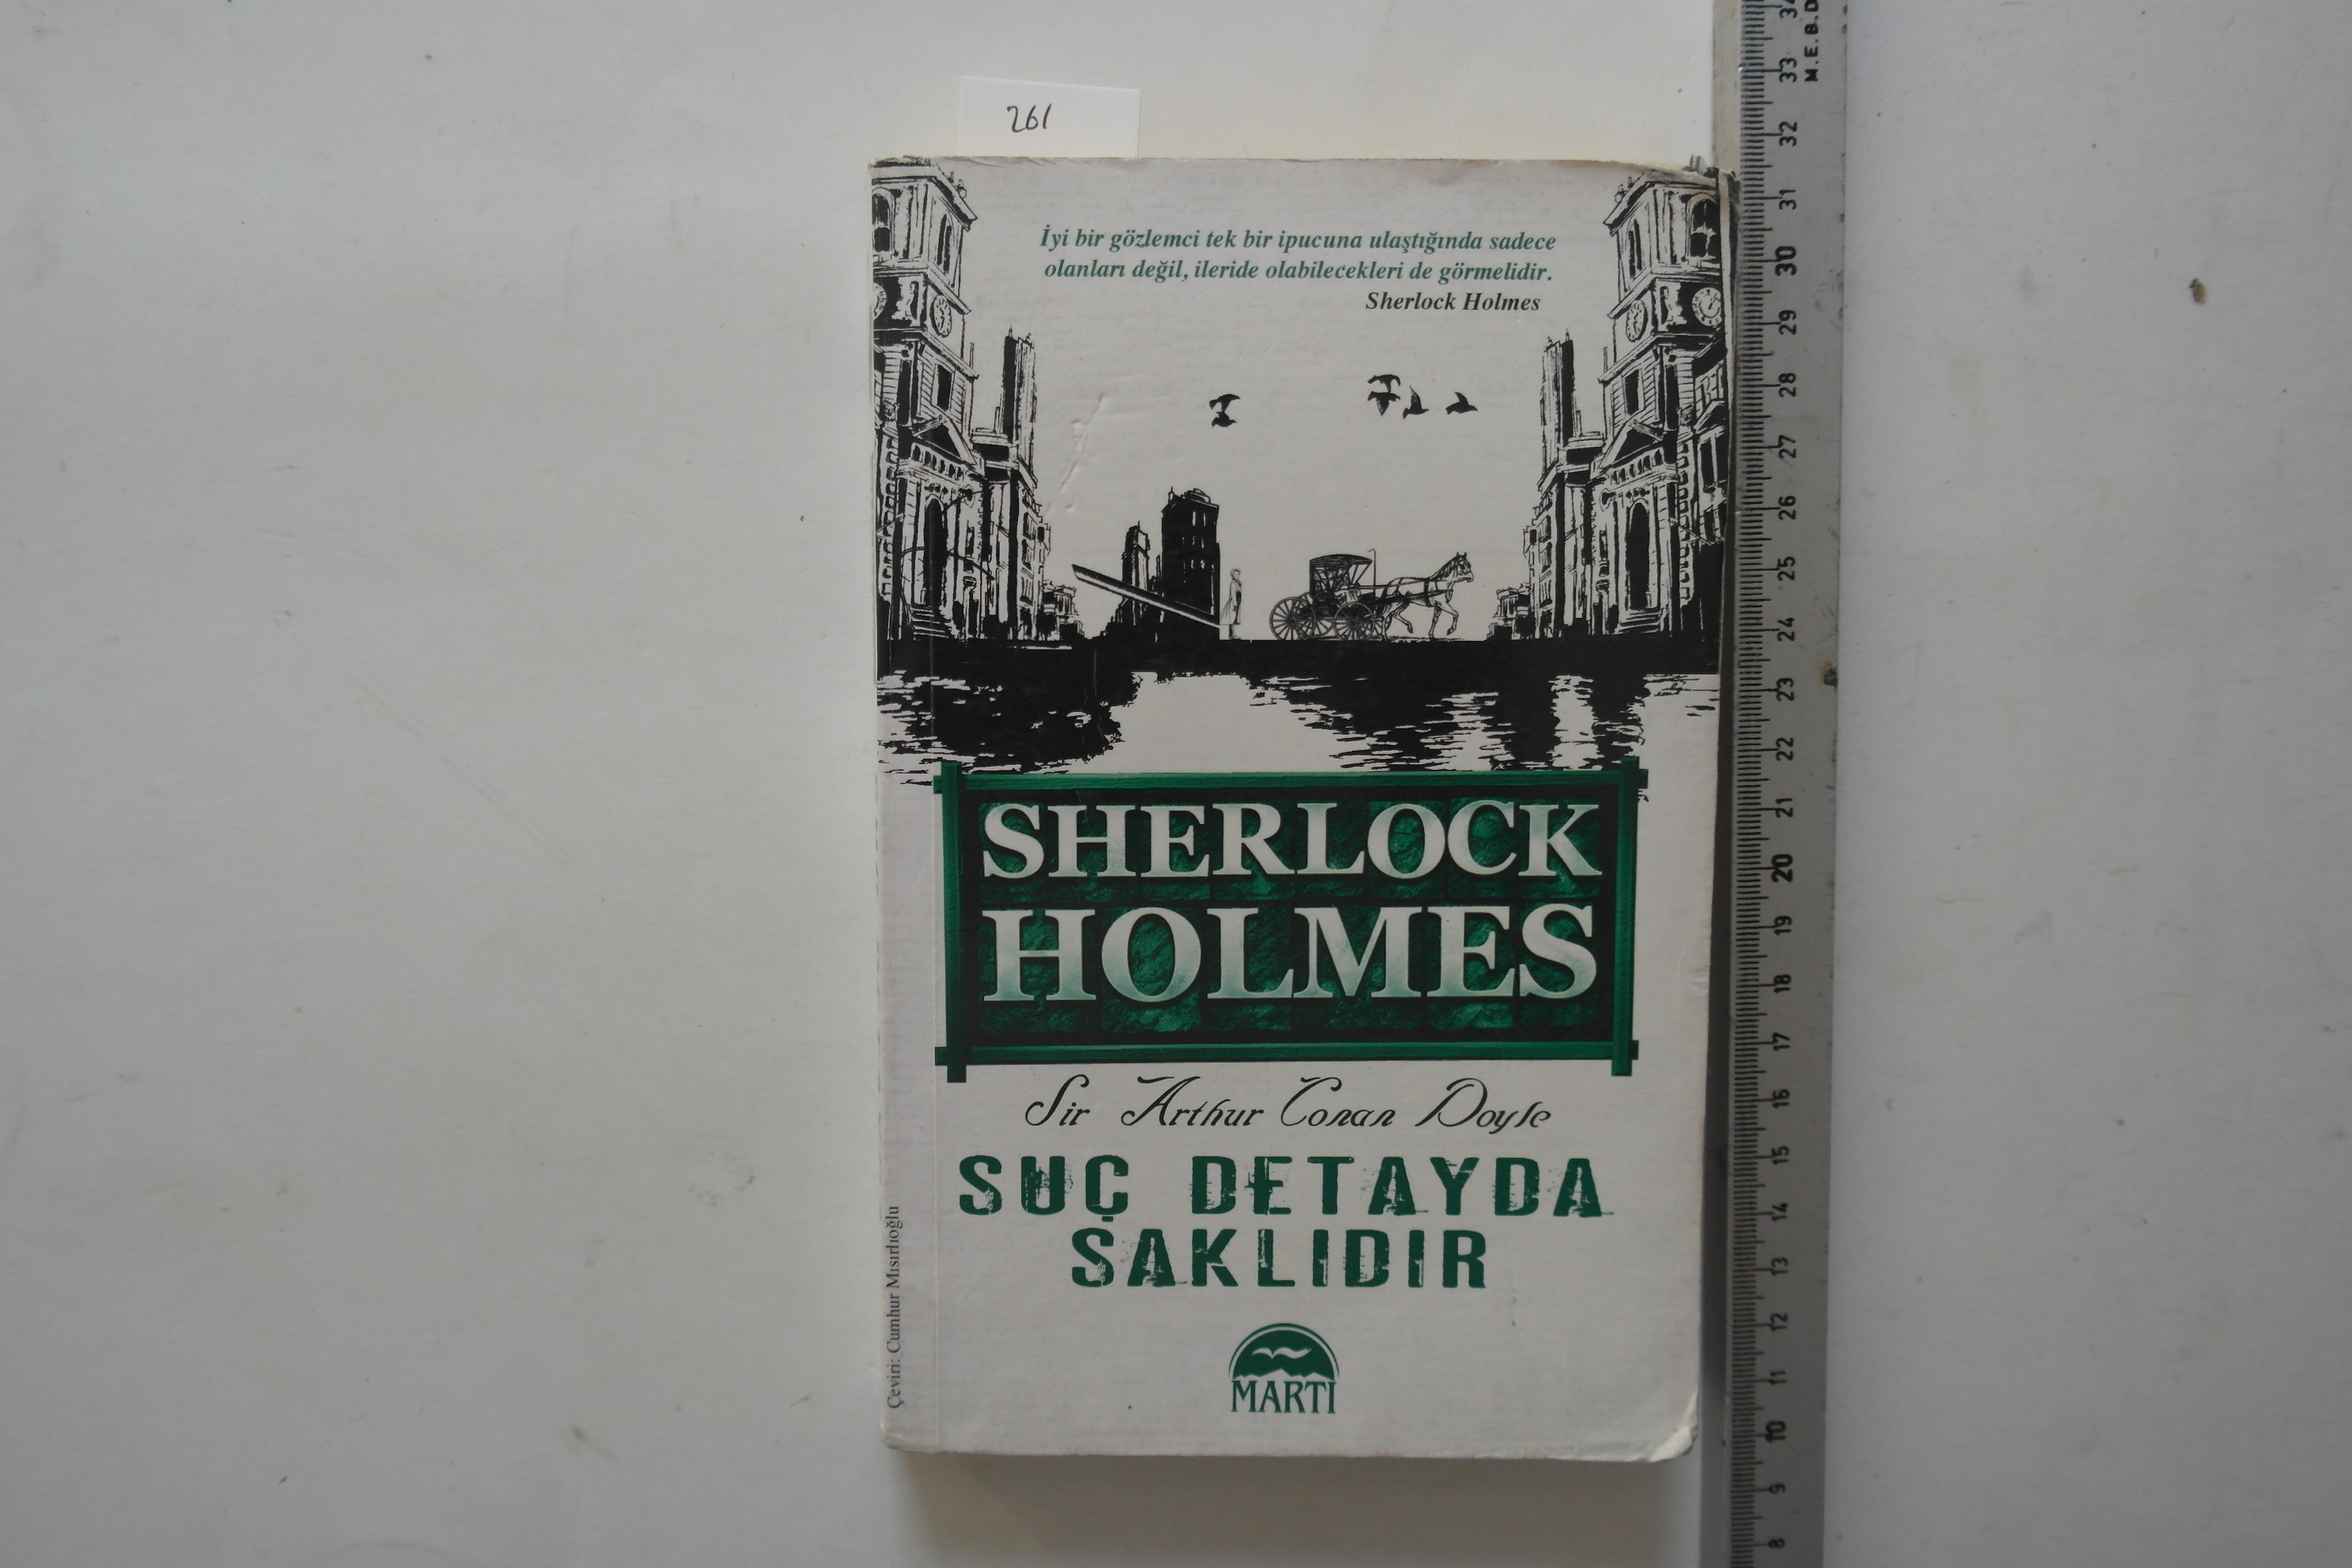 261
İyi bir gözlemci tek bir ipucuna ulaştığında sadece
olanları değil, ileride olabilecekleri de görmelidir.
Sherlock Holmes
SHERLOCK
HOLMES
Sir Arthur Conan Doyle
SUÇ DETAYDA
SAKLIDIR
Çeviri: Cumhur Mısırlıoğlu
MARTI
M.E.B.D
34
33
32
31
30
29
28
27
26
25
24
23
22
21
20
19
18
17
16
15
14
13
12
11
10
9
8